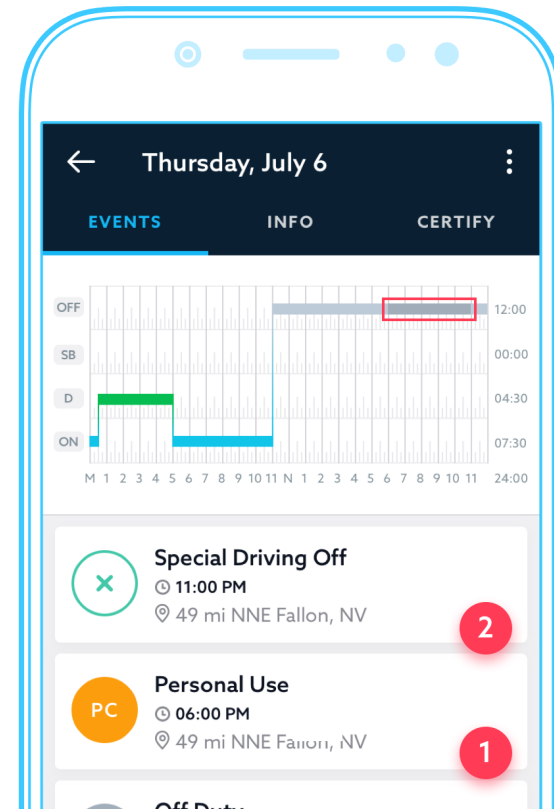 Thursday, July 6
EVENTS INFO CERTIFY
OFF 12:00
SB 00:00
D 04:30
ON 07:30
M 1 2 3 4 5 6 7 8 9 10 11 N 1 2 3 4 5 6 7 8 9 10 11 24:00
Special Driving Off
11:00 PM
49 mi NNE Fallon, NV
2
Personal Use
PC
06:00 PM
49 mi NNE Fallon, NV
1
Off Duty